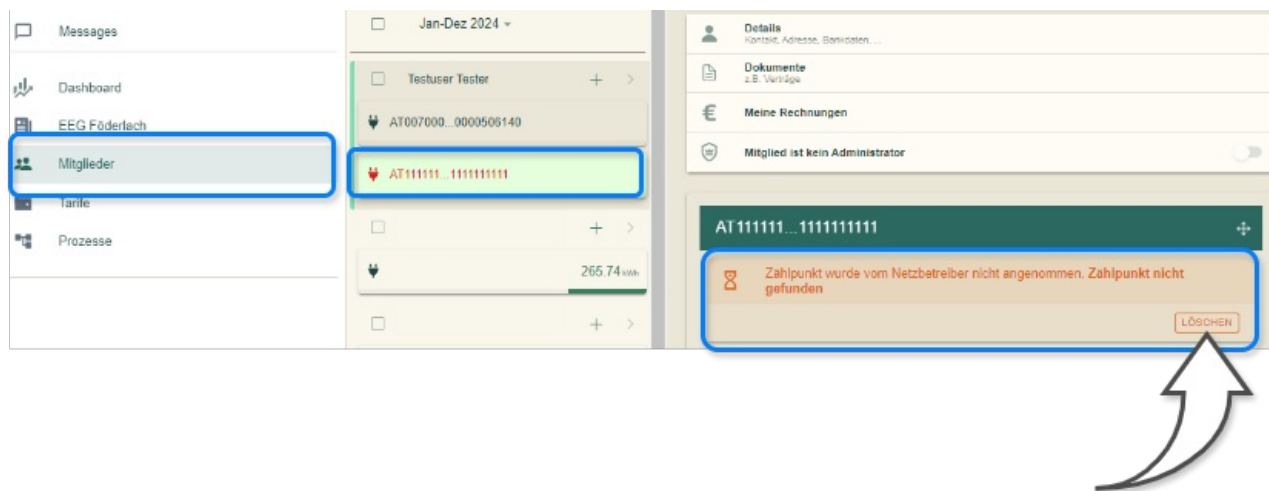 Messages
Dashboard
EEG Föderlach
Mitglieder
Tarife
Prozesse
Jan-Dez 2024
Testuser Tester
AT007000...0000506140
AT111111...1111111111
265.74 kWh
Details
Kontakt, Adresse, Bankdaten, ...
Dokumente
z.B. Verträge
Meine Rechnungen
Mitglied ist kein Administrator
AT111111...1111111111
Zählpunkt wurde vom Netzbetreiber nicht angenommen. Zählpunkt nicht
gefunden
LÖSCHEN